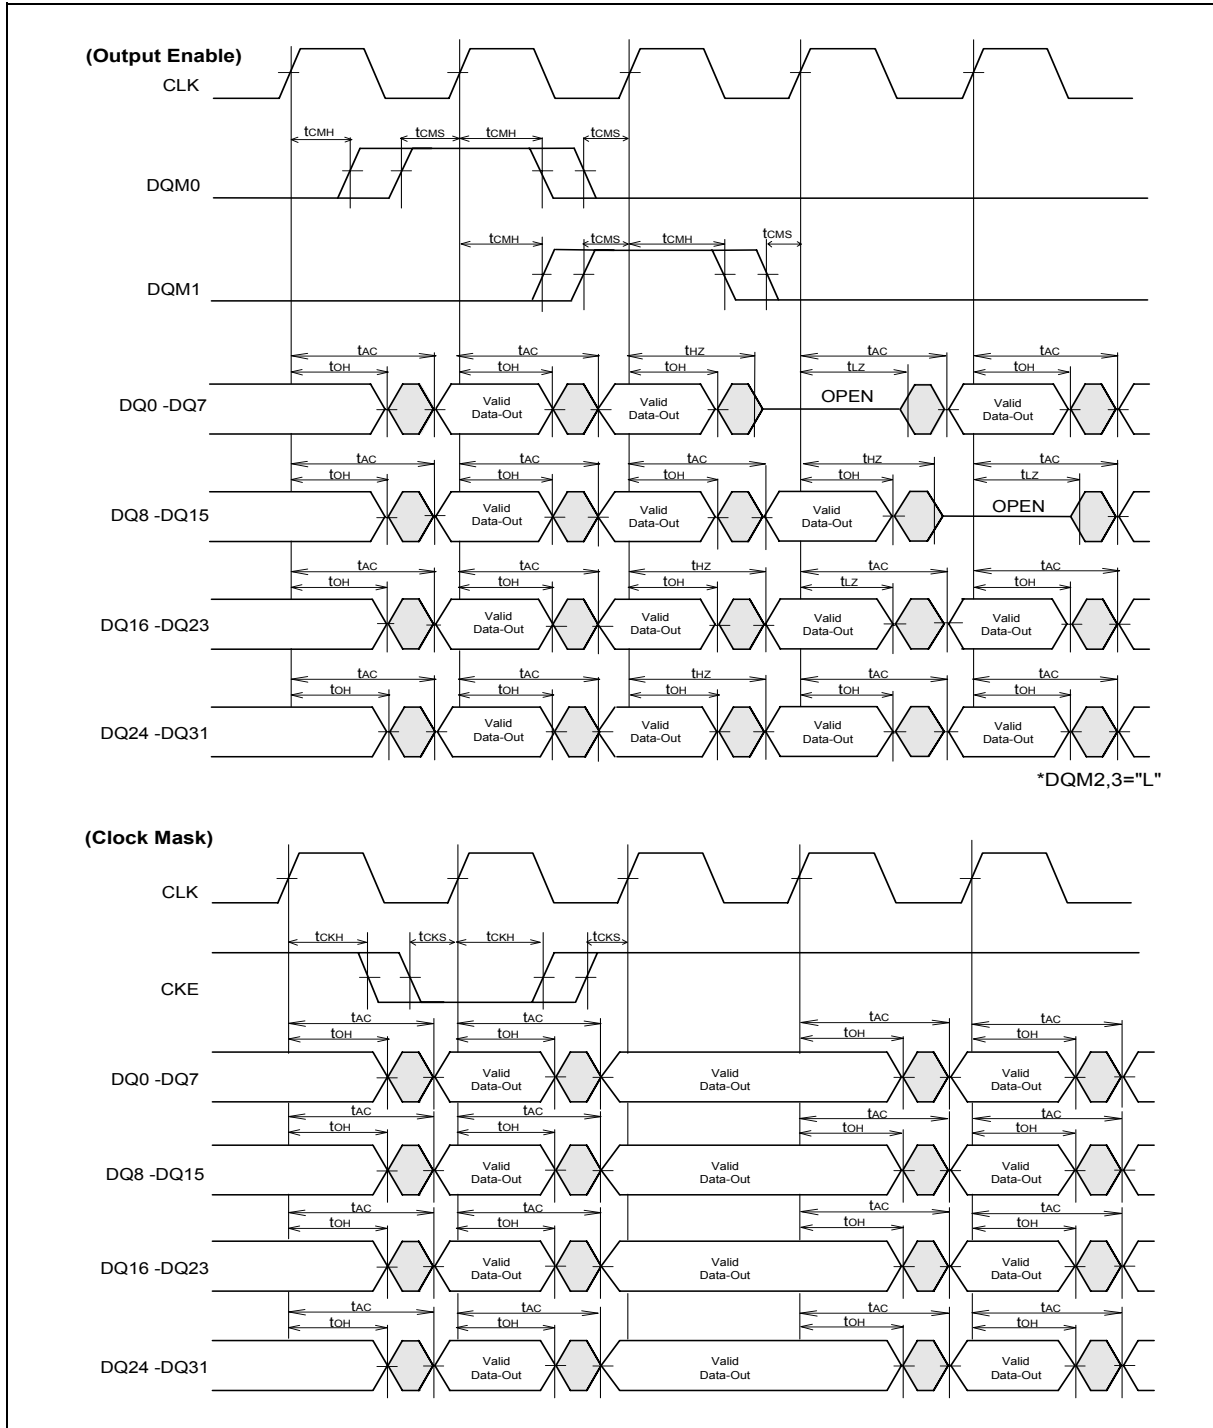 (Output Enable)
CLK
tCMH tCMS tCMH tCMS
DQM0
tCMH tCMS tCMH tCMS
DQM1
tAC tAC tHZ tAC tAC
tOH tOH tOH tLZ tOH
DQ0 -DQ7
Valid Data-Out
Valid Data-Out
OPEN
Valid Data-Out
tAC tAC tAC tHZ tAC
tOH tOH tOH tOH tLZ
DQ8 -DQ15
Valid Data-Out
Valid Data-Out
Valid Data-Out
OPEN
tAC tAC tHZ tAC tAC
tOH tOH tOH tLZ tOH
DQ16 -DQ23
Valid Data-Out
Valid Data-Out
Valid Data-Out
Valid Data-Out
tAC tAC tHZ tAC tAC
tOH tOH tOH tOH tOH
DQ24 -DQ31
Valid Data-Out
Valid Data-Out
Valid Data-Out
Valid Data-Out
*DQM2,3="L"
(Clock Mask)
CLK
tCKH tCKS tCKH tCKS
CKE
tAC tAC tAC tAC
tOH tOH tOH tOH
DQ0 -DQ7
Valid Data-Out
Valid Data-Out
Valid Data-Out
tAC tAC tAC tAC
tOH tOH tOH tOH
DQ8 -DQ15
Valid Data-Out
Valid Data-Out
Valid Data-Out
tAC tAC tAC tAC
tOH tOH tOH tOH
DQ16 -DQ23
Valid Data-Out
Valid Data-Out
Valid Data-Out
tAC tAC tAC tAC
tOH tOH tOH tOH
DQ24 -DQ31
Valid Data-Out
Valid Data-Out
Valid Data-Out